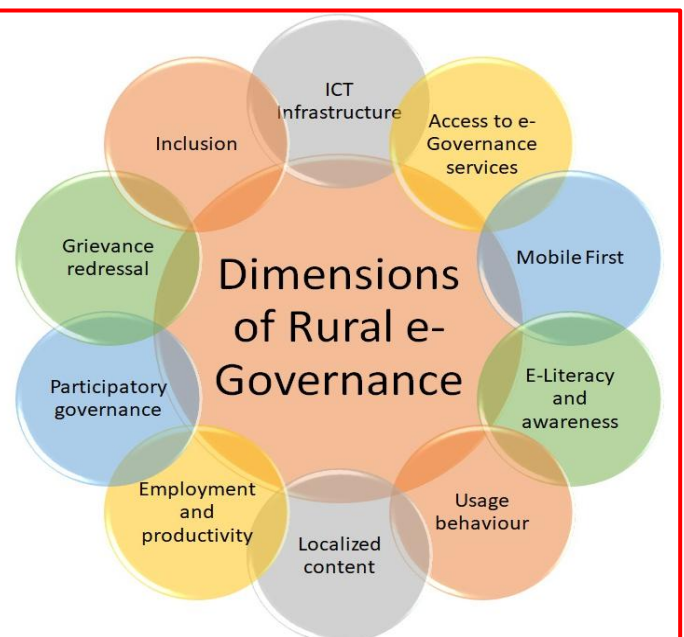 Dimensions
of Rural e-
Governance
ICT
Infrastructure
Access to e-
Governance
services
Mobile First
E-Literacy
and
awareness
Usage
behaviour
Localized
content
Employment
and
productivity
Participatory
governance
Grievance
redressal
Inclusion